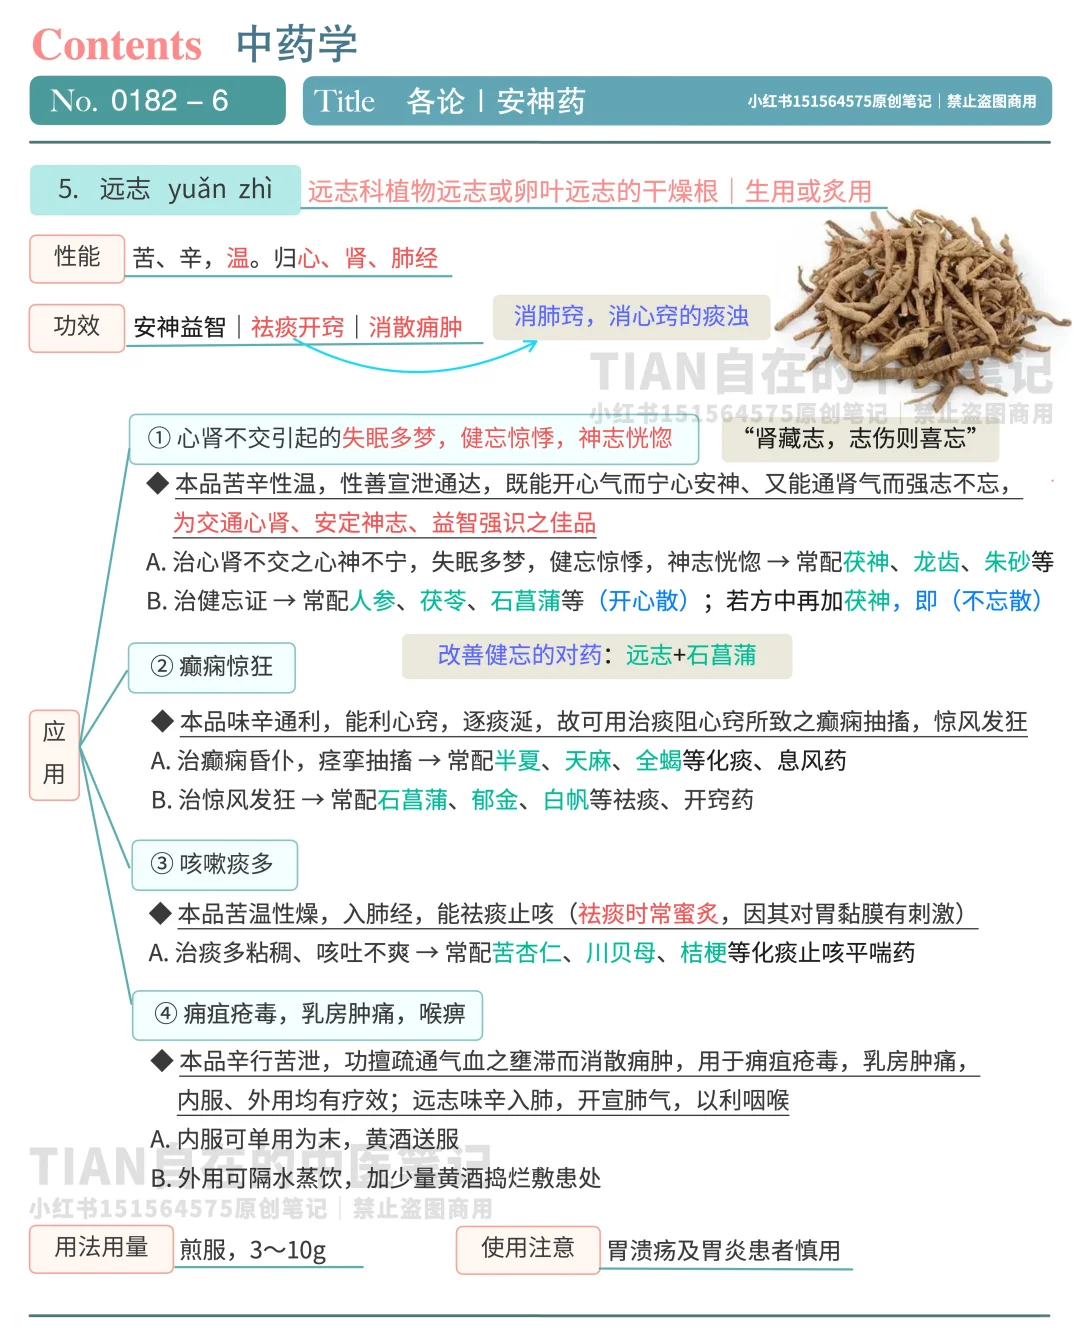 Contents 中药学
No. 0182 – 6
Title 各论 | 安神药
小红书151564575原创笔记｜禁止盗图商用
5. 远志 yuǎn zhì 远志科植物远志或卵叶远志的干燥根｜生用或炙用
性能 苦、辛，温。归心、肾、肺经
功效 安神益智｜祛痰开窍｜消散痈肿
消肺窍，消心窍的痰浊
TIAN自在的中医笔记
小红书151564575原创笔记｜禁止盗图商用
应用
① 心肾不交引起的失眠多梦，健忘惊悸，神志恍惚
“肾藏志，志伤则喜忘”
◆ 本品苦辛性温，性善宣泄通达，既能开心气而宁心安神、又能通肾气而强志不忘，
为交通心肾、安定神志、益智强识之佳品
A. 治心肾不交之心神不宁，失眠多梦，健忘惊悸，神志恍惚 → 常配茯神、龙齿、朱砂等
B. 治健忘证 → 常配人参、茯苓、石菖蒲等（开心散）；若方中再加茯神，即（不忘散）
② 癫痫惊狂
改善健忘的对药：远志+石菖蒲
◆ 本品味辛通利，能利心窍，逐痰涎，故可用治痰阻心窍所致之癫痫抽搐，惊风发狂
A. 治癫痫昏仆，痉挛抽搐 → 常配半夏、天麻、全蝎等化痰、息风药
B. 治惊风发狂 → 常配石菖蒲、郁金、白帆等祛痰、开窍药
③ 咳嗽痰多
◆ 本品苦温性燥，入肺经，能祛痰止咳（祛痰时常蜜炙，因其对胃黏膜有刺激）
A. 治痰多粘稠、咳吐不爽 → 常配苦杏仁、川贝母、桔梗等化痰止咳平喘药
④ 痈疽疮毒，乳房肿痛，喉痹
◆ 本品辛行苦泄，功擅疏通气血之壅滞而消散痈肿，用于痈疽疮毒，乳房肿痛，
内服、外用均有疗效；远志味辛入肺，开宣肺气，以利咽喉
A. 内服可单用为末，黄酒送服
B. 外用可隔水蒸饮，加少量黄酒捣烂敷患处
TIAN自在的中医笔记
小红书151564575原创笔记｜禁止盗图商用
用法用量 煎服，3～10g
使用注意 胃溃疡及胃炎患者慎用